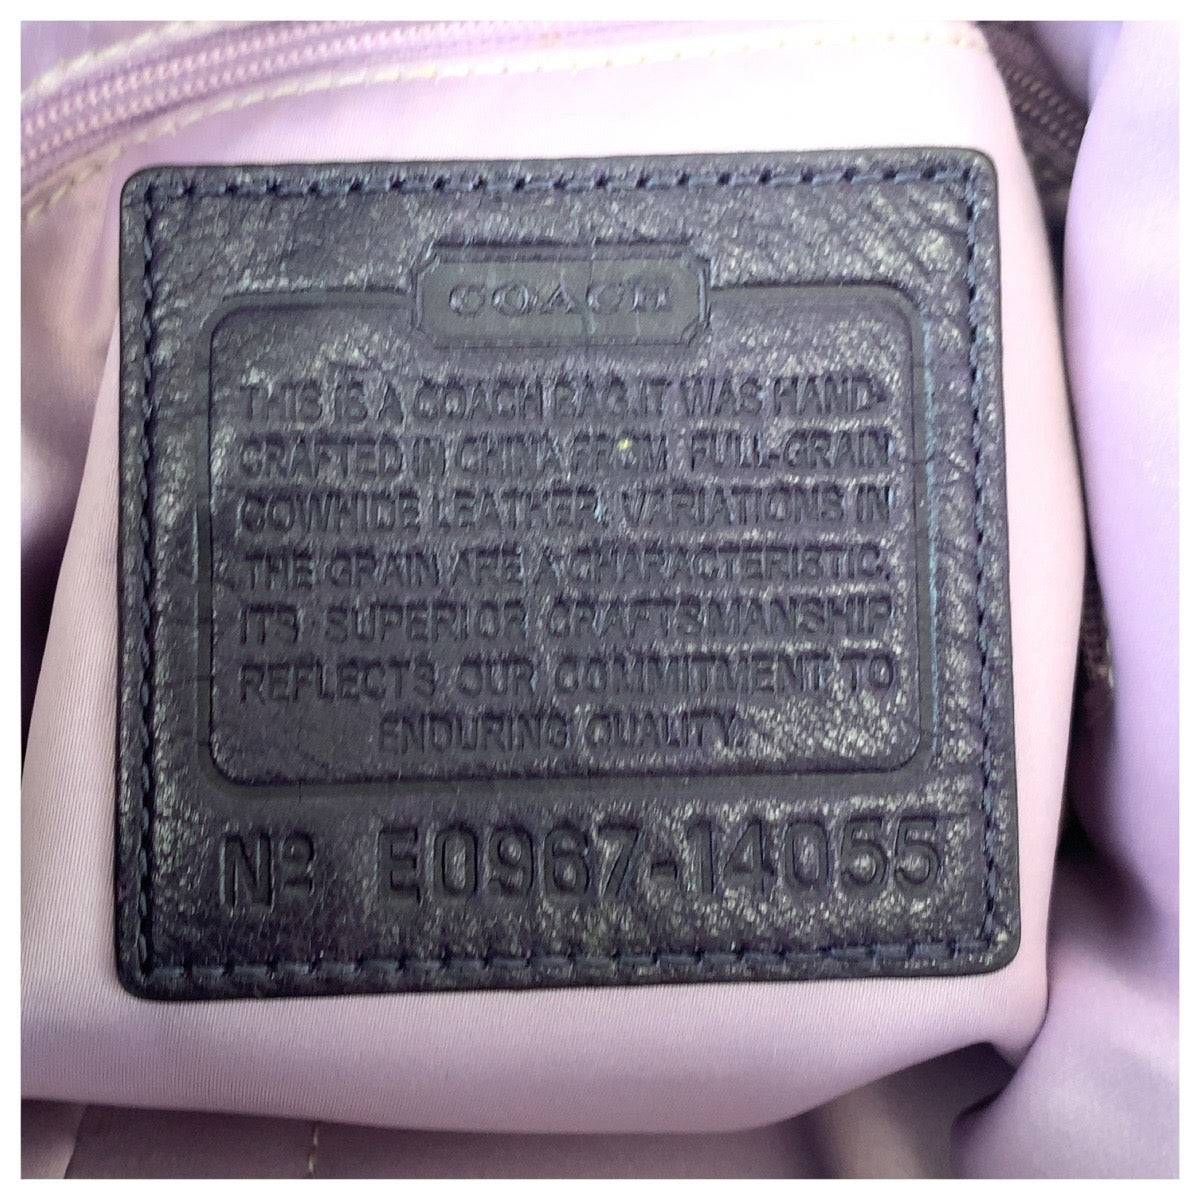 COACH
THIS IS A COACH BAG.IT WAS HAND-
CRAFTED IN CHINA FROM FULL-GRAIN
COWHIDE LEATHER. VARIATIONS IN
THE GRAIN ARE A CHARACTERISTIC.
ITS SUPERIOR CRAFTSMANSHIP
REFLECTS OUR COMMITMENT TO
ENDURING QUALITY.
Nº E0967-14055